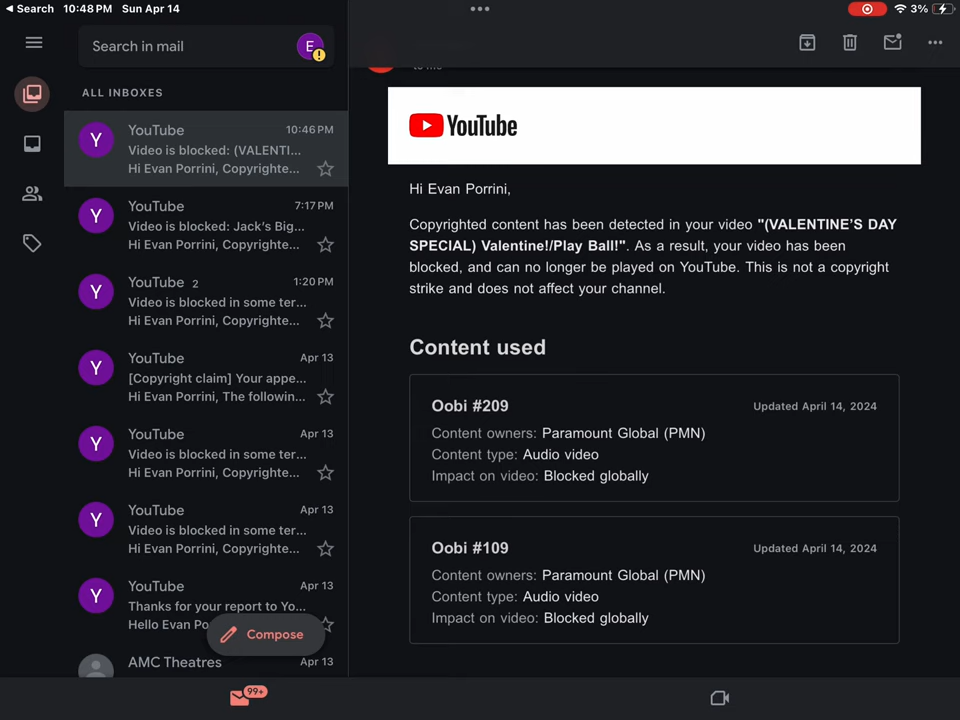 Search 10:48 PM Sun Apr 14
3%
Search in mail
E
ALL INBOXES
Y
YouTube 10:46 PM
Video is blocked: (VALENTI...
Hi Evan Porrini, Copyrighte...
Y
YouTube 7:17 PM
Video is blocked: Jack's Big...
Hi Evan Porrini, Copyrighte...
Y
YouTube 2 1:20 PM
Video is blocked in some ter...
Hi Evan Porrini, Copyrighte...
Y
YouTube Apr 13
[Copyright claim] Your appe...
Hi Evan Porrini, The followin...
Y
YouTube Apr 13
Video is blocked in some ter...
Hi Evan Porrini, Copyrighte...
Y
YouTube Apr 13
Video is blocked in some ter...
Hi Evan Porrini, Copyrighte...
Y
YouTube Apr 13
Thanks for your report to Yo...
Hello Evan Po
Compose
AMC Theatres Apr 13
99+
to me
YouTube
Hi Evan Porrini,
Copyrighted content has been detected in your video "(VALENTINE'S DAY
SPECIAL) Valentine!/Play Ball!". As a result, your video has been
blocked, and can no longer be played on YouTube. This is not a copyright
strike and does not affect your channel.
Content used
Oobi #209 Updated April 14, 2024
Content owners: Paramount Global (PMN)
Content type: Audio video
Impact on video: Blocked globally
Oobi #109 Updated April 14, 2024
Content owners: Paramount Global (PMN)
Content type: Audio video
Impact on video: Blocked globally